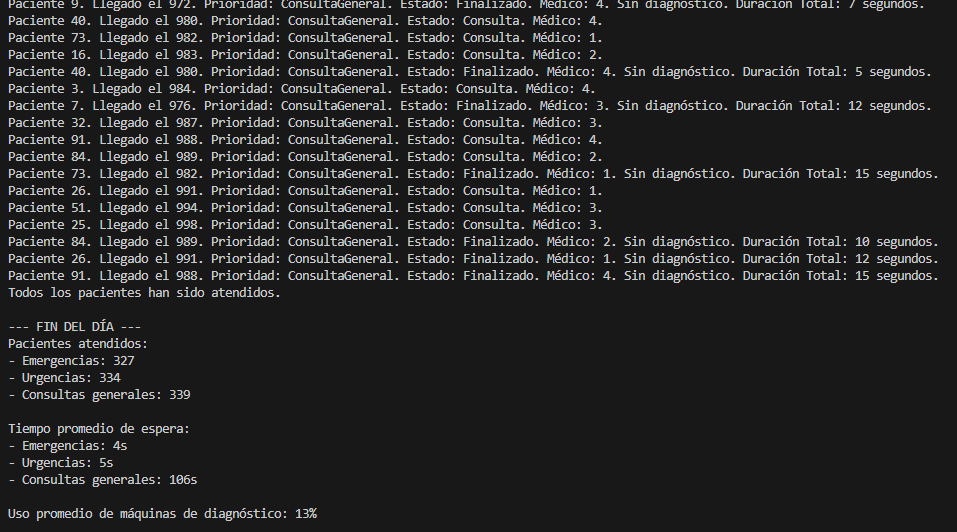 Paciente 9. Llegado el 972. Prioridad: ConsultaGeneral. Estado: Finalizado. Médico: 4. Sin diagnóstico. Duración Total: 7 segundos.
Paciente 40. Llegado el 980. Prioridad: ConsultaGeneral. Estado: Consulta. Médico: 4.
Paciente 73. Llegado el 982. Prioridad: ConsultaGeneral. Estado: Consulta. Médico: 1.
Paciente 16. Llegado el 983. Prioridad: ConsultaGeneral. Estado: Consulta. Médico: 2.
Paciente 40. Llegado el 980. Prioridad: ConsultaGeneral. Estado: Finalizado. Médico: 4. Sin diagnóstico. Duración Total: 5 segundos.
Paciente 3. Llegado el 984. Prioridad: ConsultaGeneral. Estado: Consulta. Médico: 4.
Paciente 7. Llegado el 976. Prioridad: ConsultaGeneral. Estado: Finalizado. Médico: 3. Sin diagnóstico. Duración Total: 12 segundos.
Paciente 32. Llegado el 987. Prioridad: ConsultaGeneral. Estado: Consulta. Médico: 3.
Paciente 91. Llegado el 988. Prioridad: ConsultaGeneral. Estado: Consulta. Médico: 4.
Paciente 84. Llegado el 989. Prioridad: ConsultaGeneral. Estado: Consulta. Médico: 2.
Paciente 73. Llegado el 982. Prioridad: ConsultaGeneral. Estado: Finalizado. Médico: 1. Sin diagnóstico. Duración Total: 15 segundos.
Paciente 26. Llegado el 991. Prioridad: ConsultaGeneral. Estado: Consulta. Médico: 1.
Paciente 51. Llegado el 994. Prioridad: ConsultaGeneral. Estado: Consulta. Médico: 3.
Paciente 25. Llegado el 998. Prioridad: ConsultaGeneral. Estado: Consulta. Médico: 3.
Paciente 84. Llegado el 989. Prioridad: ConsultaGeneral. Estado: Finalizado. Médico: 2. Sin diagnóstico. Duración Total: 10 segundos.
Paciente 26. Llegado el 991. Prioridad: ConsultaGeneral. Estado: Finalizado. Médico: 1. Sin diagnóstico. Duración Total: 12 segundos.
Paciente 91. Llegado el 988. Prioridad: ConsultaGeneral. Estado: Finalizado. Médico: 4. Sin diagnóstico. Duración Total: 15 segundos.
Todos los pacientes han sido atendidos.
--- FIN DEL DÍA ---
Pacientes atendidos:
- Emergencias: 327
- Urgencias: 334
- Consultas generales: 339
Tiempo promedio de espera:
- Emergencias: 4s
- Urgencias: 5s
- Consultas generales: 106s
Uso promedio de máquinas de diagnóstico: 13%